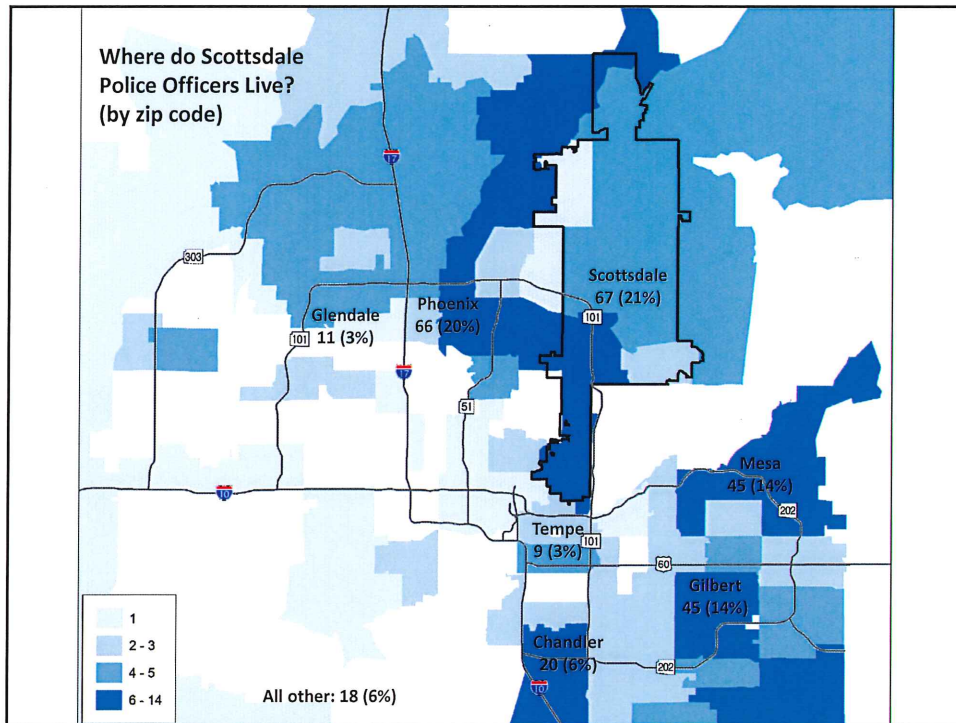 Where do Scottsdale
Police Officers Live?
(by zip code)
17
303
Scottsdale
67 (21%)
Phoenix
66 (20%)
101
Glendale
11 (3%)
101
17
51
Mesa
45 (14%)
10
202
Tempe
9 (3%)
101
60
Gilbert
45 (14%)
1
2 - 3
4 - 5
6 - 14
Chandler
20 (6%)
202
10
All other: 18 (6%)